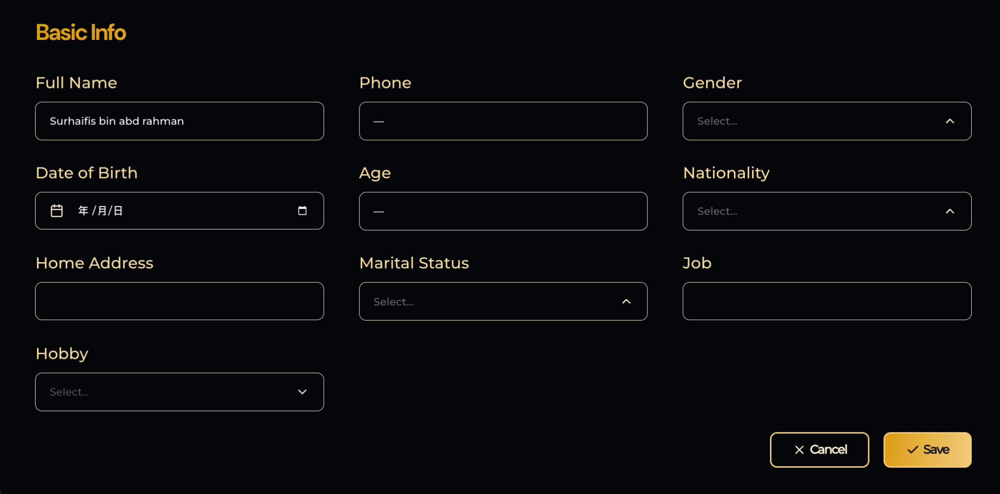 Basic Info
Full Name
Phone
Gender
Surhaifis bin abd rahman
—
Select...
Date of Birth
Age
Nationality
年 /月/日
—
Select...
Home Address
Marital Status
Job
Select...
Hobby
Select...
Cancel
Save